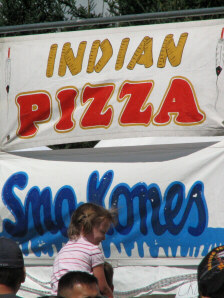 INDIAN
PIZZA
Sno Kones